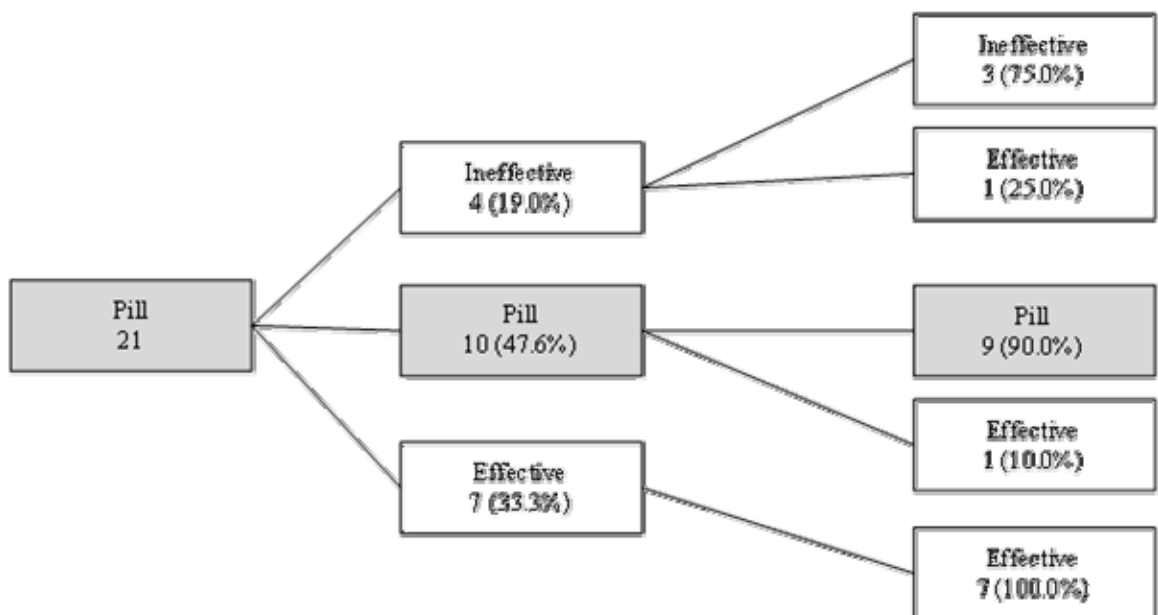 Pill
21
Ineffective
4 (19.0%)
Pill
10 (47.6%)
Effective
7 (33.3%)
Ineffective
3 (75.0%)
Effective
1 (25.0%)
Pill
9 (90.0%)
Effective
1 (10.0%)
Effective
7 (100.0%)